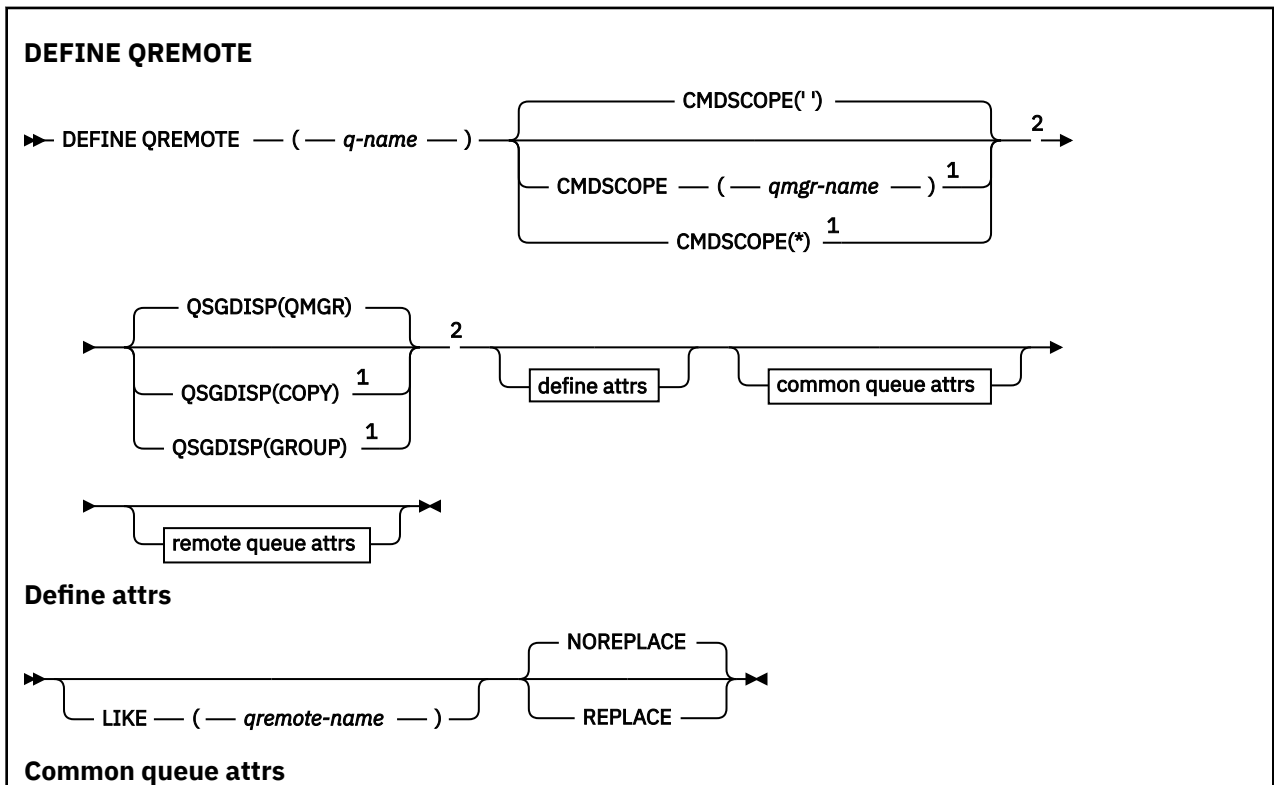 DEFINE QREMOTE
CMDSCOPE(' ')
DEFINE QREMOTE ( q-name ) 2
CMDSCOPE ( qmgr-name ) 1
CMDSCOPE(*) 1
QSGDISP(QMGR)
2
QSGDISP(COPY) 1 define attrs common queue attrs
QSGDISP(GROUP) 1
remote queue attrs
Define attrs
NOREPLACE
LIKE ( qremote-name ) REPLACE
Common queue attrs